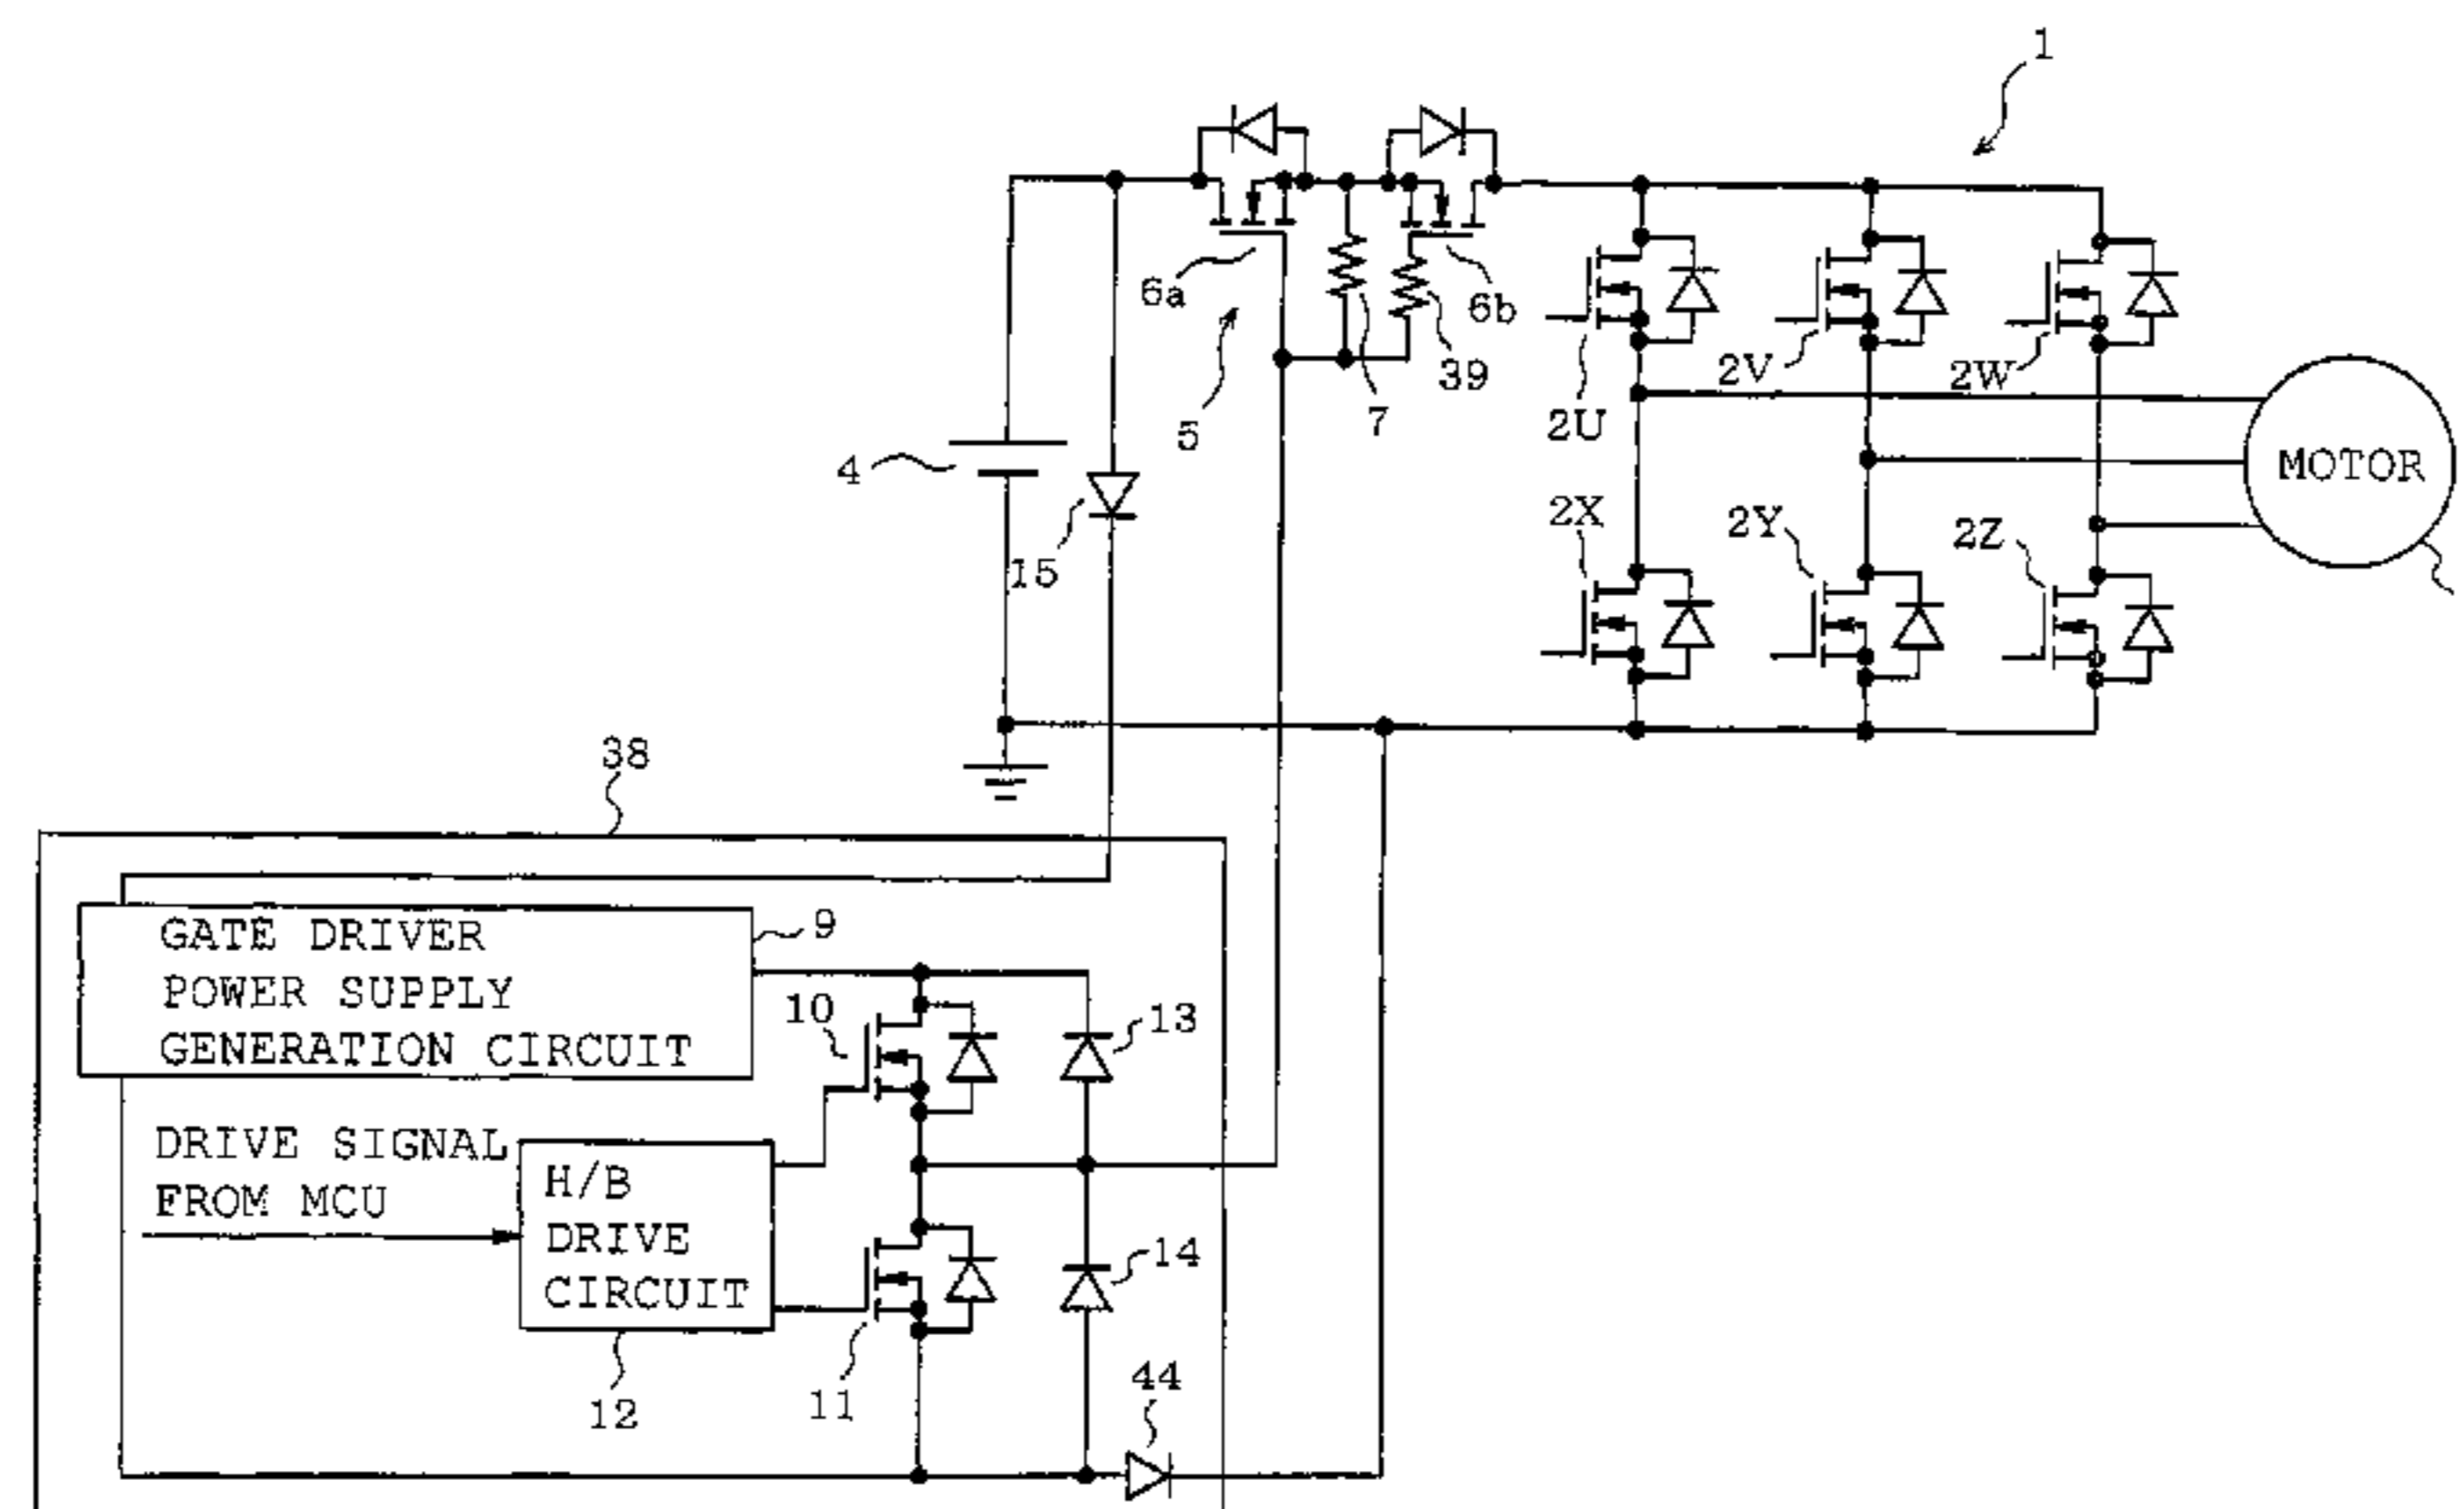 1
6a
6b
5
7
39
2U
2V
2W
MOTOR
4
15
2X
2Y
2Z
38
GATE DRIVER
POWER SUPPLY
GENERATION CIRCUIT
9
10
13
DRIVE SIGNAL
FROM MCU
H/B
DRIVE
CIRCUIT
14
12
11
44